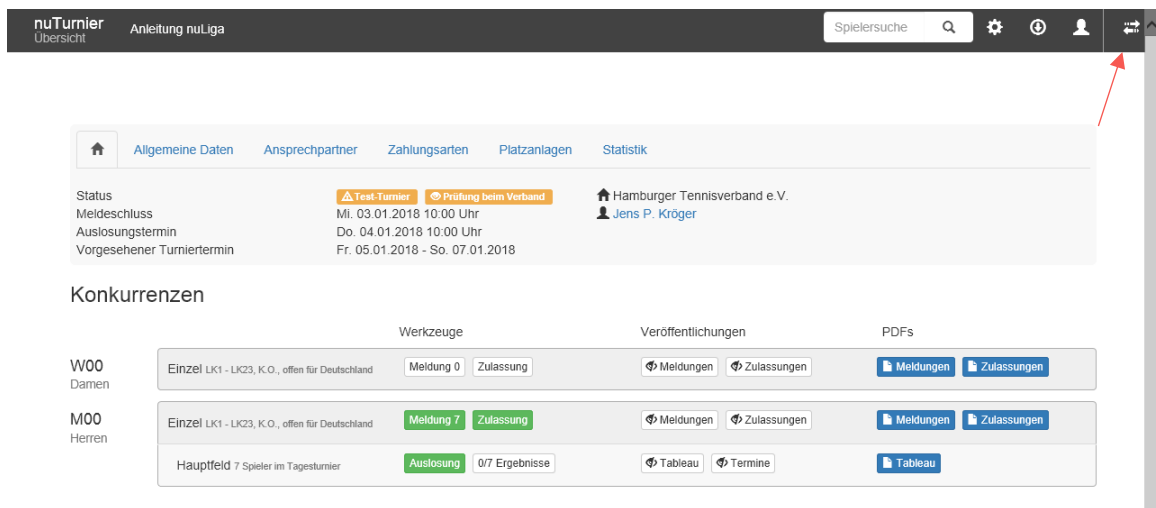 nuTurnier Anleitung nuLiga Spielersuche
Übersicht
Allgemeine Daten Ansprechpartner Zahlungsarten Platzanlagen Statistik
Status Test-Turnier Prüfung beim Verband Hamburger Tennisverband e.V.
Meldeschluss Mi. 03.01.2018 10:00 Uhr Jens P. Kröger
Auslosungstermin Do. 04.01.2018 10:00 Uhr
Vorgesehener Turniertermin Fr. 05.01.2018 - So. 07.01.2018
Konkurrenzen
Werkzeuge Veröffentlichungen PDFs
W00 Einzel LK1 - LK23, K.O., offen für Deutschland Meldung 0 Zulassung Meldungen Zulassungen Meldungen Zulassungen
Damen
M00 Einzel LK1 - LK23, K.O., offen für Deutschland Meldung 7 Zulassung Meldungen Zulassungen Meldungen Zulassungen
Herren
Hauptfeld 7 Spieler im Tagesturnier Auslosung 0/7 Ergebnisse Tableau Termine Tableau